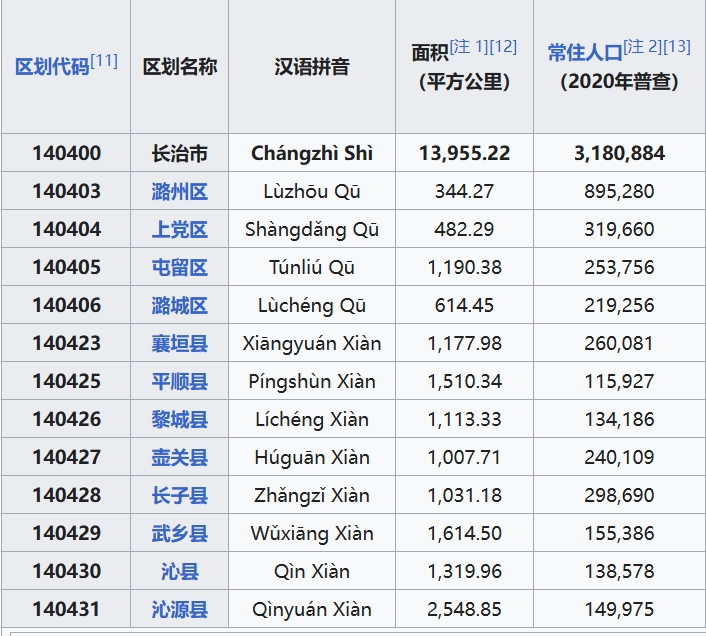 区划代码[11] 区划名称 汉语拼音 面积[注 1][12] (平方公里) 常住人口[注 2][13] (2020年普查)
140400 长治市 Chángzhì Shì 13,955.22 3,180,884
140403 潞州区 Lùzhōu Qū 344.27 895,280
140404 上党区 Shàngdǎng Qū 482.29 319,660
140405 屯留区 Túnliú Qū 1,190.38 253,756
140406 潞城区 Lùchéng Qū 614.45 219,256
140423 襄垣县 Xiāngyuán Xiàn 1,177.98 260,081
140425 平顺县 Píngshùn Xiàn 1,510.34 115,927
140426 黎城县 Líchéng Xiàn 1,113.33 134,186
140427 壶关县 Húguān Xiàn 1,007.71 240,109
140428 长子县 Zhǎngzǐ Xiàn 1,031.18 298,690
140429 武乡县 Wǔxiāng Xiàn 1,614.50 155,386
140430 沁县 Qìn Xiàn 1,319.96 138,578
140431 沁源县 Qìnyuán Xiàn 2,548.85 149,975